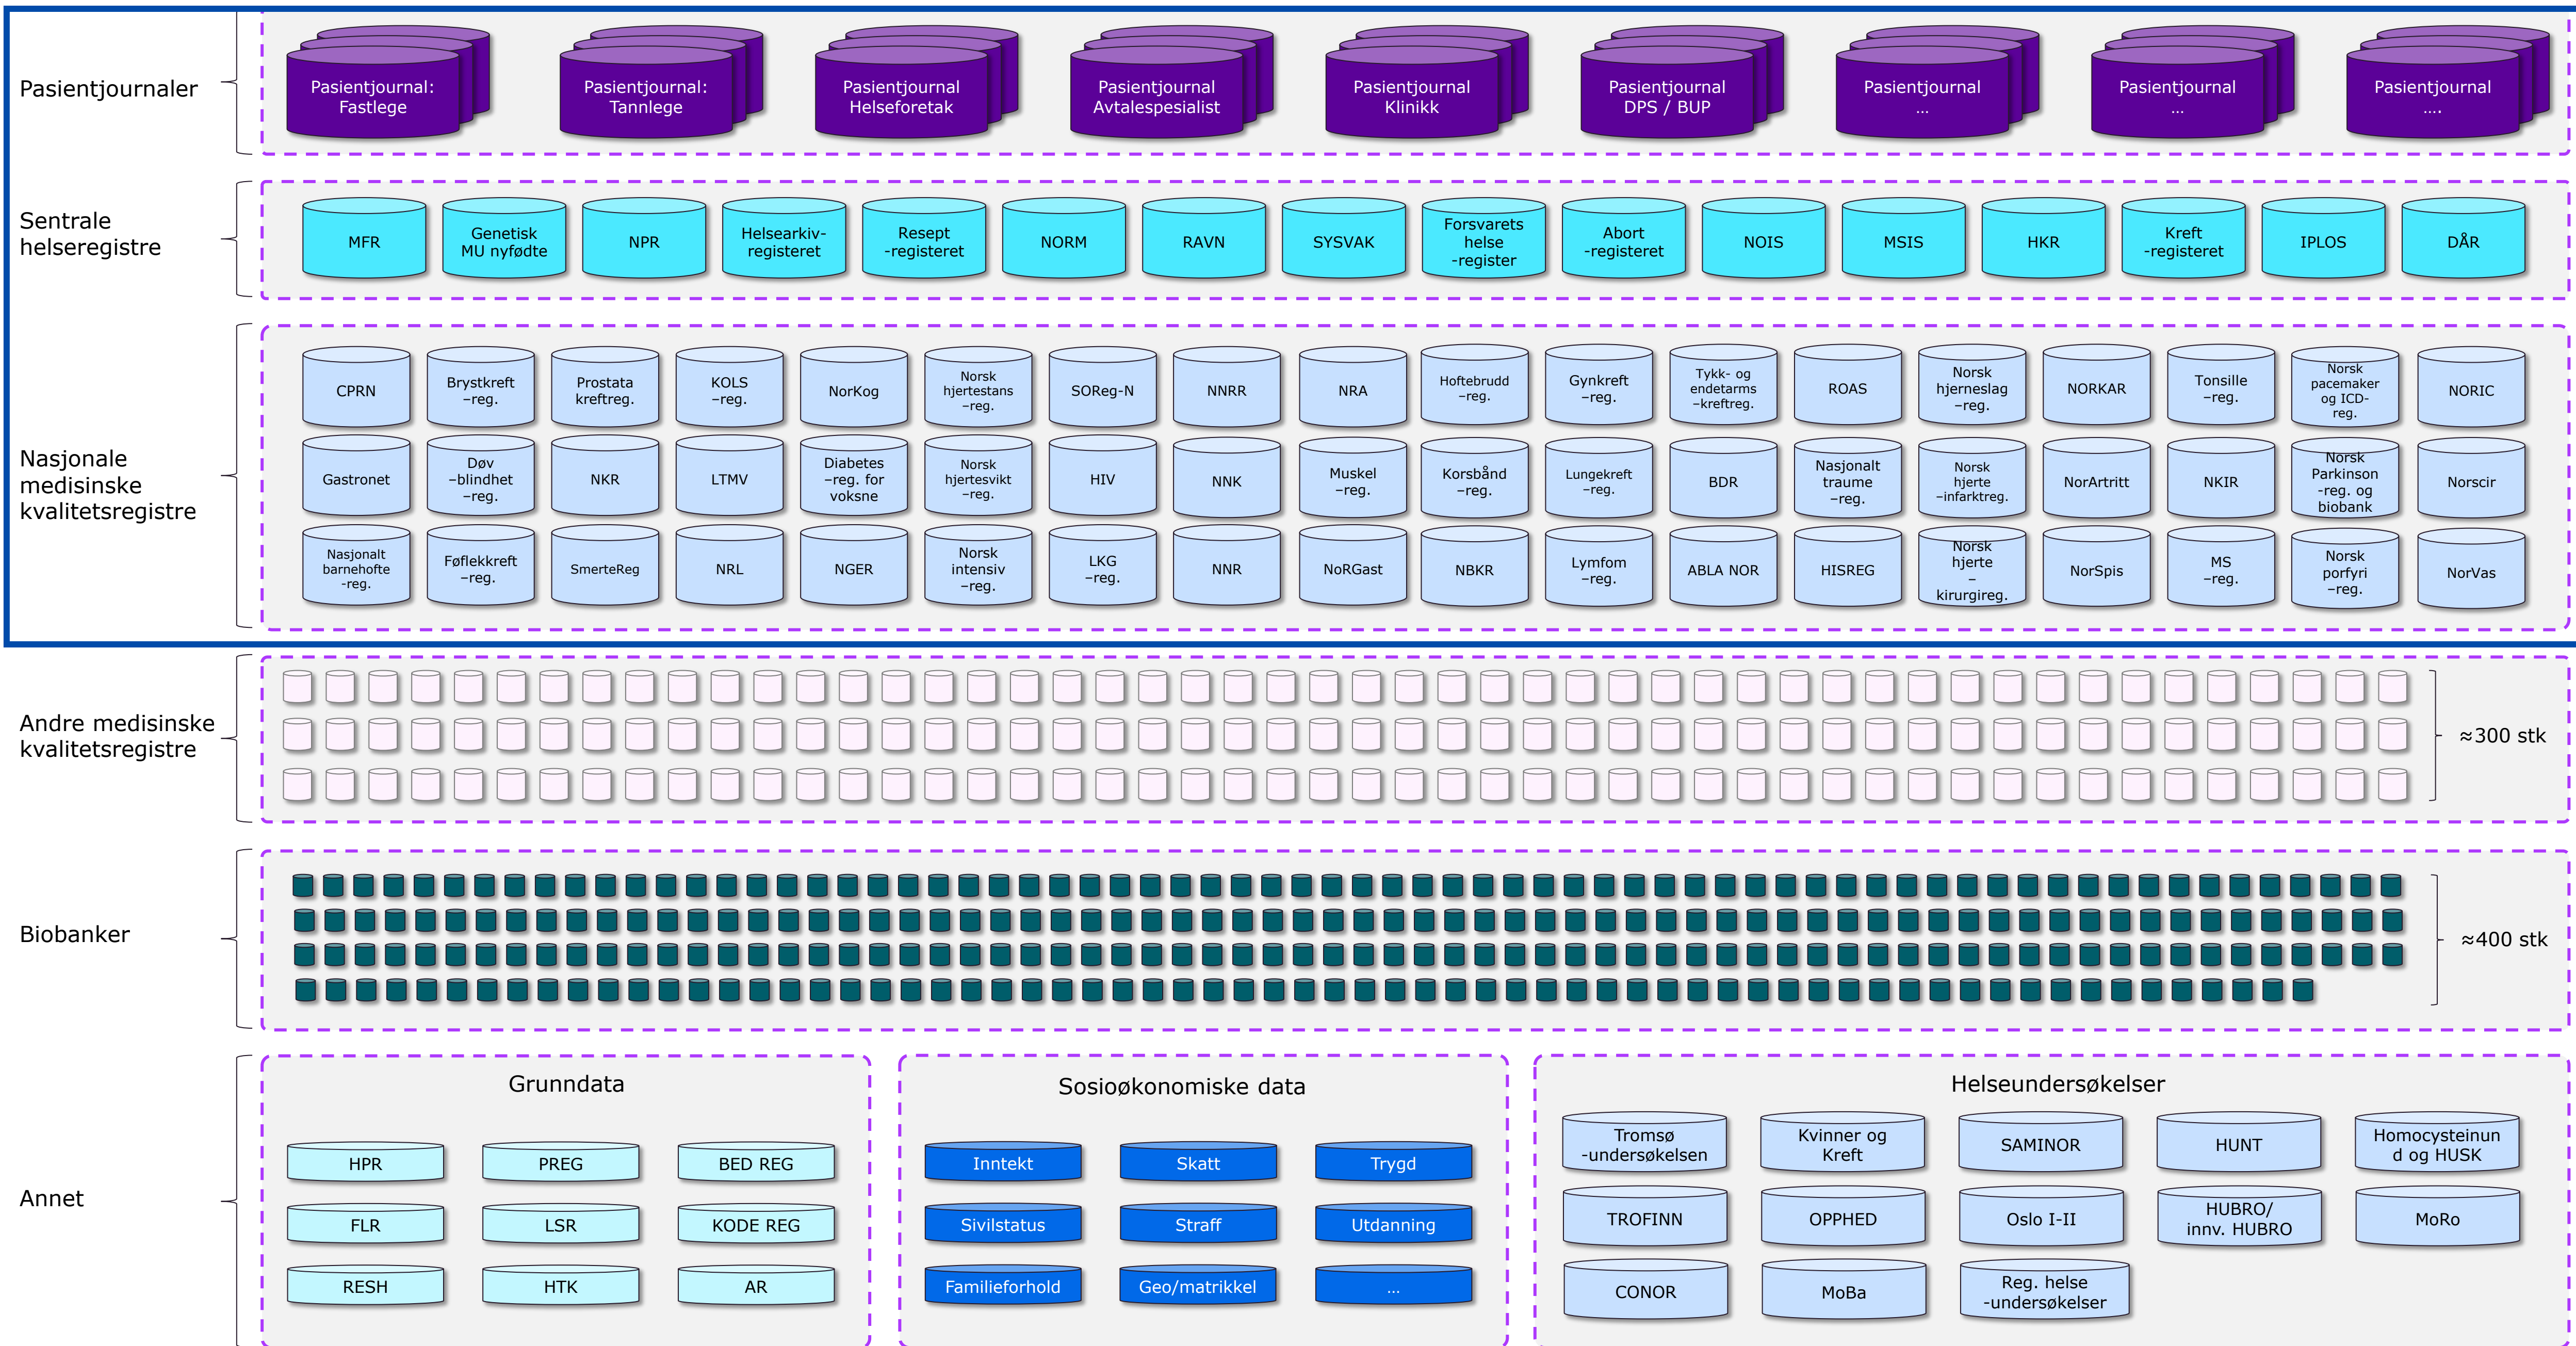 Pasientjournaler
Pasientjournal:
Fastlege
Pasientjournal:
Tannlege
Pasientjournal
Helseforetak
Pasientjournal
Avtalespesialist
Pasientjournal
Klinikk
Pasientjournal
DPS / BUP
Pasientjournal
...
Pasientjournal
...
Pasientjournal
....
Sentrale
helseregistre
MFR
Genetisk
MU nyfødte
NPR
Helsearkiv-
registeret
Resept
-registeret
NORM
RAVN
SYSVAK
Forsvarets
helse
-register
Abort
-registeret
NOIS
MSIS
HKR
Kreft
-registeret
IPLOS
DÅR
Nasjonale
medisinske
kvalitetsregistre
CPRN
Brystkreft
–reg.
Prostata
kreftreg.
KOLS
–reg.
NorKog
Norsk
hjertestans
–reg.
SOReg-N
NNRR
NRA
Hoftebrudd
–reg.
Gynkreft
–reg.
Tykk- og
endetarms
–kreftreg.
ROAS
Norsk
hjerneslag
–reg.
NORKAR
Tonsille
–reg.
Norsk
pacemaker
og ICD-
reg.
NORIC
Gastronet
Døv
–blindhet
–reg.
NKR
LTMV
Diabetes
–reg. for
voksne
Norsk
hjertesvikt
–reg.
HIV
NNK
Muskel
–reg.
Korsbånd
–reg.
Lungekreft
–reg.
BDR
Nasjonalt
traume
–reg.
Norsk
hjerte
–infarktreg.
NorArtritt
NKIR
Norsk
Parkinson
-reg. og
biobank
Norscir
Nasjonalt
barnehofte
-reg.
Føflekkreft
–reg.
SmerteReg
NRL
NGER
Norsk
intensiv
–reg.
LKG
–reg.
NNR
NoRGast
NBKR
Lymfom
–reg.
ABLA NOR
HISREG
Norsk
hjerte
–
kirurgireg.
NorSpis
MS
–reg.
Norsk
porfyri
–reg.
NorVas
Andre medisinske
kvalitetsregistre
≈300 stk
Biobanker
≈400 stk
Annet
Grunndata
HPR
PREG
BED REG
FLR
LSR
KODE REG
RESH
HTK
AR
Sosioøkonomiske data
Inntekt
Skatt
Trygd
Sivilstatus
Straff
Utdanning
Familieforhold
Geo/matrikkel
...
Helseundersøkelser
Tromsø
-undersøkelsen
Kvinner og
Kreft
SAMINOR
HUNT
Homocysteinun
d og HUSK
TROFINN
OPPHED
Oslo I-II
HUBRO/
innv. HUBRO
MoRo
CONOR
MoBa
Reg. helse
-undersøkelser